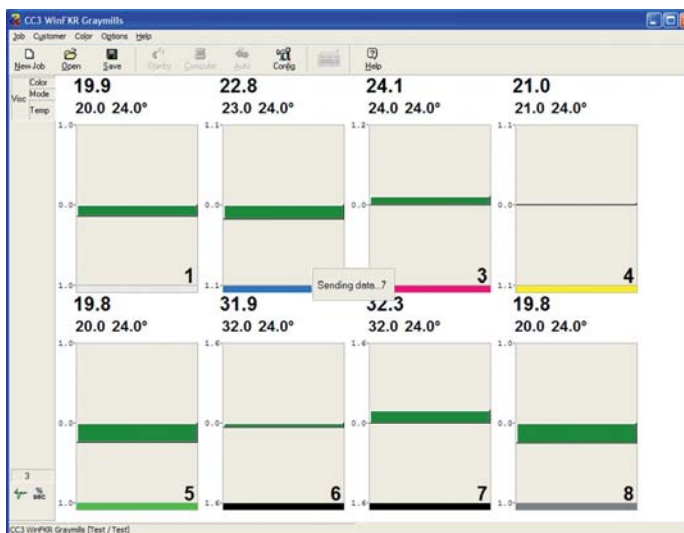 CC3 WinFKR Graymills
Job Customer Color Options Help
New Job Open Save Standby Computer Auto Config Help
Visc Color Mode Temp
19.9 22.8 24.1 21.0
20.0 24.0° 23.0 24.0° 24.0 24.0° 21.0 24.0°
1.0 1.1 1.2 1.1
0.0 0.0 0.0 0.0
1 3 4
Sending data...7
1.0 1.1 1.1
19.8 31.9 32.3 19.8
20.0 24.0° 32.0 24.0° 32.0 24.0° 20.0 24.0°
1.0 1.6 1.6 1.0
0.0 0.0 0.0 0.0
3
% sec
5 6 7 8
1.0 1.6 1.6 1.0
CC3 WinFKR Graymills [Test / Test]